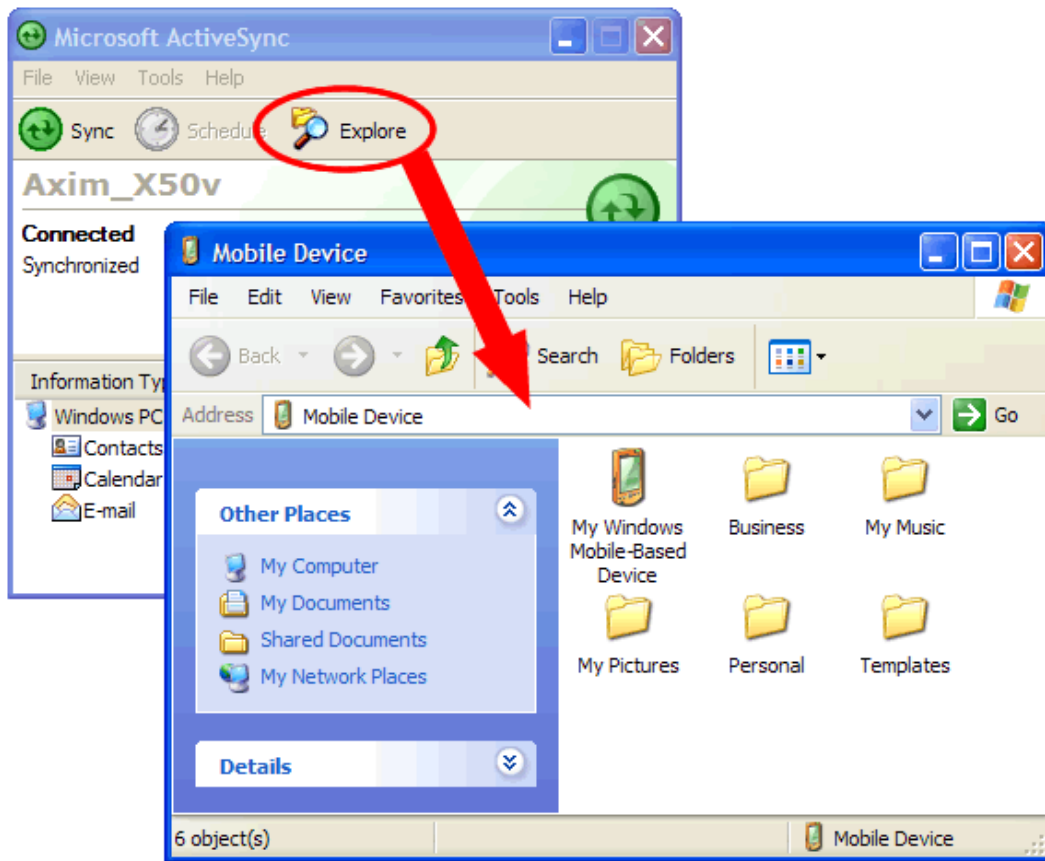 Microsoft ActiveSync
File View Tools Help
Sync Schedule Explore
Axim_X50v
Connected
Synchronized
Information Ty
Windows PC
Contacts
Calendar
E-mail
Mobile Device
File Edit View Favorites Tools Help
Back Search Folders
Address Mobile Device Go
Other Places
My Computer
My Documents
Shared Documents
My Network Places
Details
My Windows
Mobile-Based
Device
Business
My Music
My Pictures
Personal
Templates
6 object(s) Mobile Device